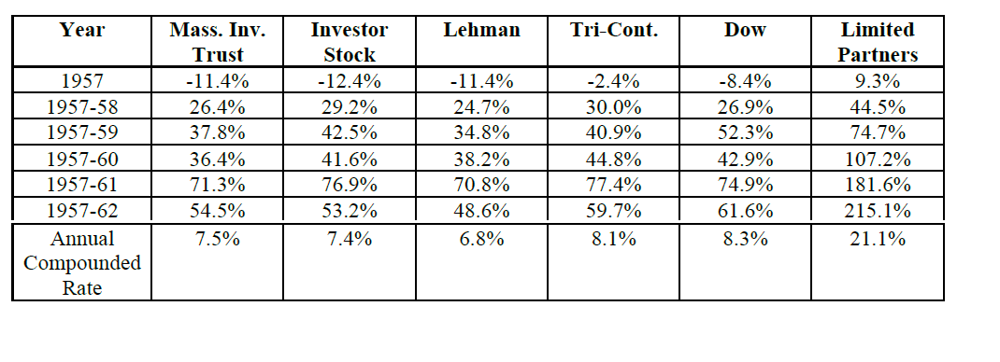 Year Mass. Inv. Trust Investor Stock Lehman Tri-Cont. Dow Limited Partners
1957 -11.4% -12.4% -11.4% -2.4% -8.4% 9.3%
1957-58 26.4% 29.2% 24.7% 30.0% 26.9% 44.5%
1957-59 37.8% 42.5% 34.8% 40.9% 52.3% 74.7%
1957-60 36.4% 41.6% 38.2% 44.8% 42.9% 107.2%
1957-61 71.3% 76.9% 70.8% 77.4% 74.9% 181.6%
1957-62 54.5% 53.2% 48.6% 59.7% 61.6% 215.1%
Annual Compounded Rate 7.5% 7.4% 6.8% 8.1% 8.3% 21.1%